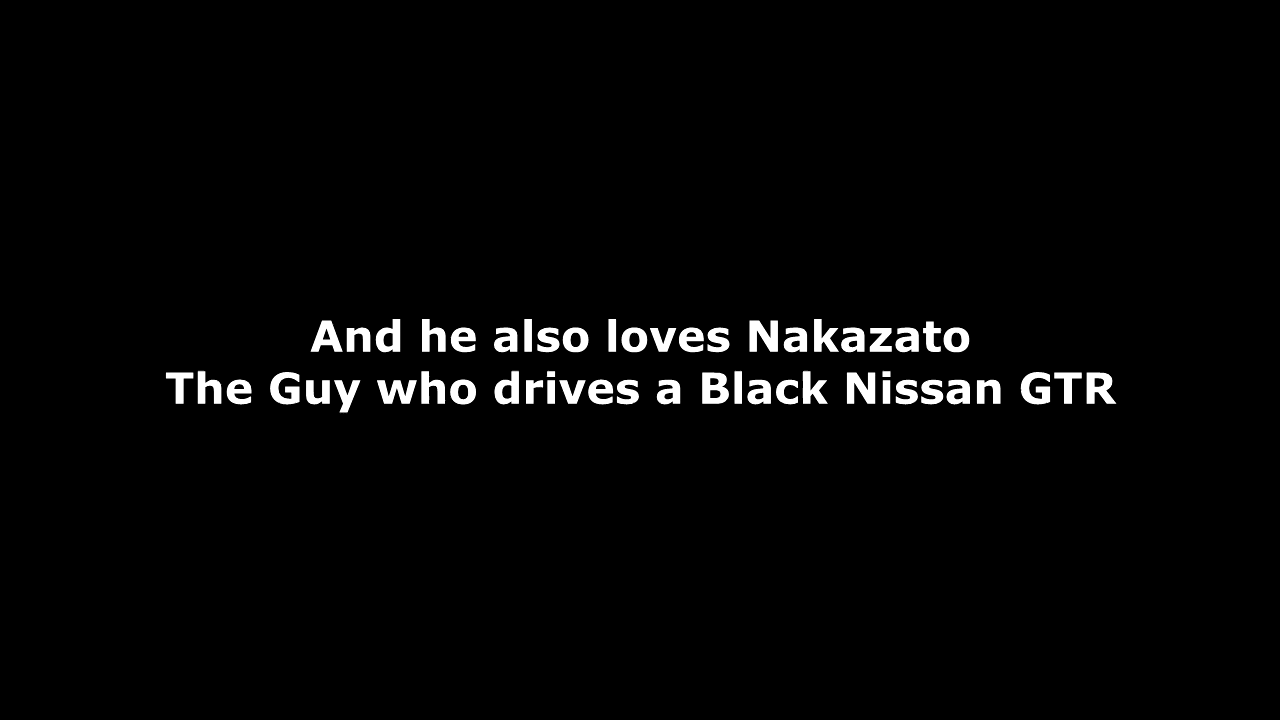 And he also loves Nakazato
The Guy who drives a Black Nissan GTR